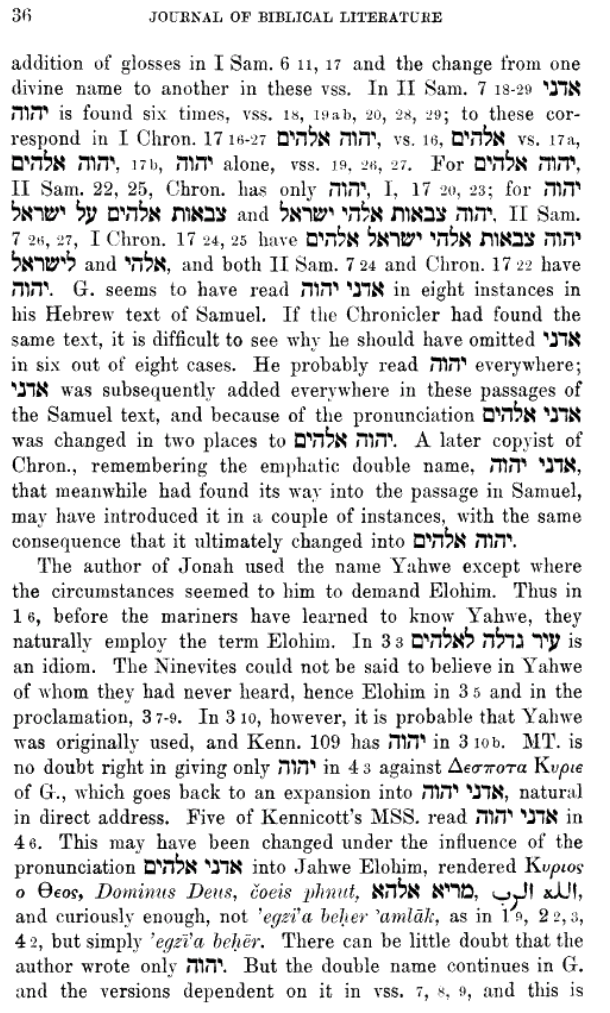 36 JOURNAL OF BIBLICAL LITERATURE
addition of glosses in I Sam. 6 11, 17 and the change from one
divine name to another in these vss. In II Sam. 7 18-29 אדני
יהוה is found six times, vss. 18, 19ab, 20, 28, 29; to these cor-
respond in I Chron. 17 16-27 יהוה אלהים, vs. 16, אלהים vs. 17a,
יהוה אלהים, 17b, יהוה alone, vss. 19, 26, 27. For יהוה אלהים,
II Sam. 22, 25, Chron. has only יהוה, I, 17 20, 23; for יהוה
צבאות אלהים על ישראל and יהוה צבאות אלהי ישראל, II Sam.
7 26, 27, I Chron. 17 24, 25 have יהוה צבאות אלהי ישראל אלהים
לישראל and אלהי, and both II Sam. 7 24 and Chron. 17 22 have
יהוה. G. seems to have read אדני יהוה in eight instances in
his Hebrew text of Samuel. If the Chronicler had found the
same text, it is difficult to see why he should have omitted אדני
in six out of eight cases. He probably read יהוה everywhere;
אדני was subsequently added everywhere in these passages of
the Samuel text, and because of the pronunciation אדני אלהים
was changed in two places to יהוה אלהים. A later copyist of
Chron., remembering the emphatic double name, אדני יהוה,
that meanwhile had found its way into the passage in Samuel,
may have introduced it in a couple of instances, with the same
consequence that it ultimately changed into יהוה אלהים.
The author of Jonah used the name Yahwe except where
the circumstances seemed to him to demand Elohim. Thus in
1 6, before the mariners have learned to know Yahwe, they
naturally employ the term Elohim. In 3 3 עיר גדלה לאלהים is
an idiom. The Ninevites could not be said to believe in Yahwe
of whom they had never heard, hence Elohim in 3 5 and in the
proclamation, 3 7-9. In 3 10, however, it is probable that Yahwe
was originally used, and Kenn. 109 has יהוה in 3 10b. MT. is
no doubt right in giving only יהוה in 4 3 against Δεσποτα Κυριε
of G., which goes back to an expansion into אדני יהוה, natural
in direct address. Five of Kennicott's MSS. read אדני יהוה in
4 6. This may have been changed under the influence of the
pronunciation אדני אלהים into Jahwe Elohim, rendered Κυριος
ο Θεος, Dominus Deus, čoeis phnut, מריא אלהא, الله الرب,
and curiously enough, not 'egzī'a beḥer 'amlāk, as in 1 9, 2 2, 3,
4 2, but simply 'egzī'a beḥēr. There can be little doubt that the
author wrote only יהוה. But the double name continues in G.
and the versions dependent on it in vss. 7, 8, 9, and this is